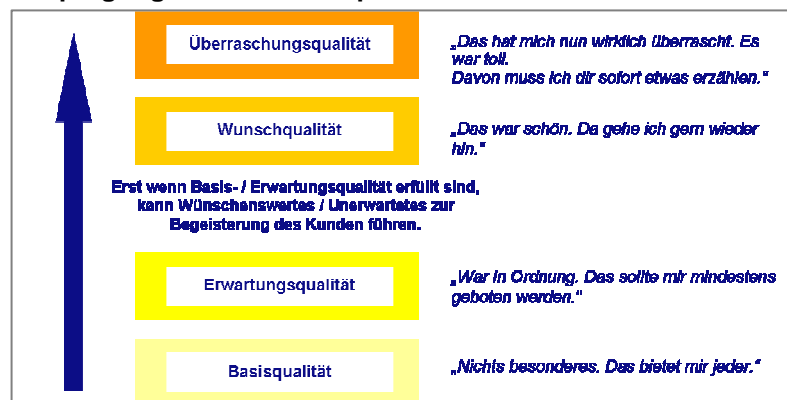 Überraschungsqualität
„Das hat mich nun wirklich überrascht. Es
war toll.
Davon muss ich dir sofort etwas erzählen.“
Wunschqualität
„Das war schön. Da gehe ich gern wieder
hin.“
Erst wenn Basis- / Erwartungsqualität erfüllt sind,
kann Wünschenswertes / Unerwartetes zur
Begeisterung des Kunden führen.
Erwartungsqualität
„War in Ordnung. Das sollte mir mindestens
geboten werden.“
Basisqualität
„Nichts besonderes. Das bietet mir jeder.“